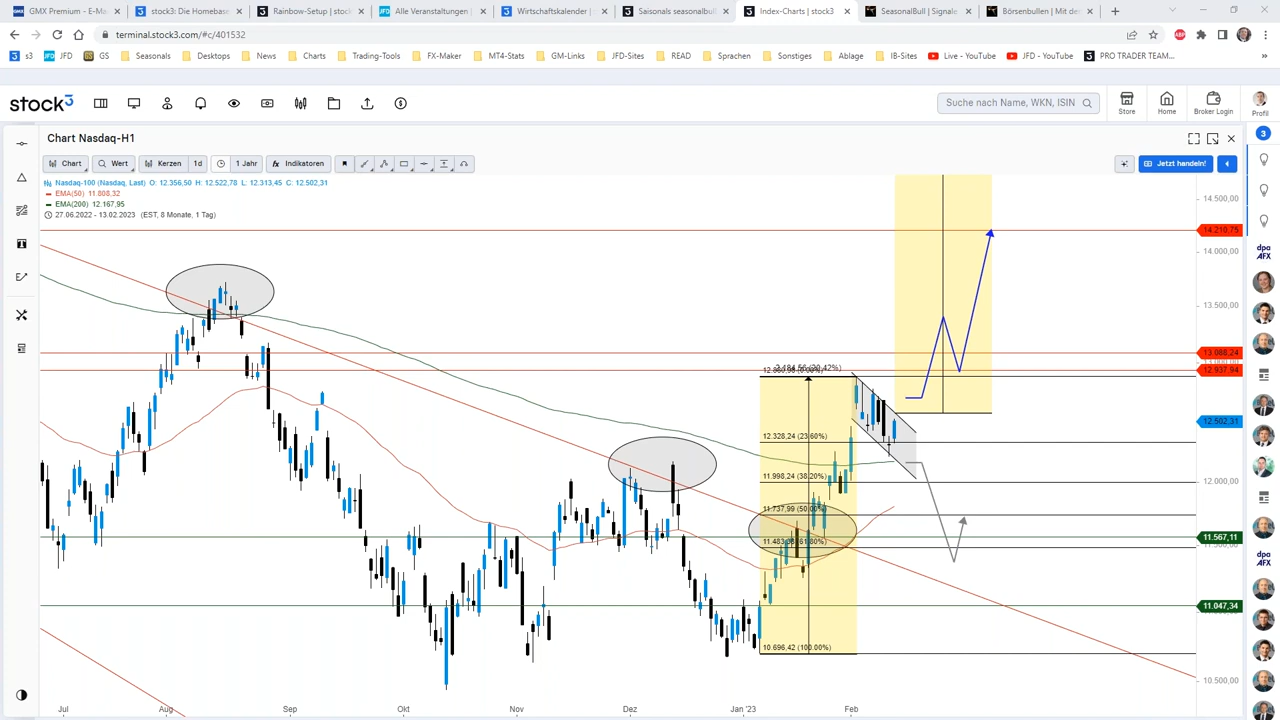 GMX Premium - E-Ma
stock3: Die Homebase
Rainbow-Setup | stoc
Alle Veranstaltungen |
Wirtschaftskalender |
Saisonals seasonalbul
Index-Charts | stock3
SeasonalBull | Signale
Börsenbullen | Mit de
terminal.stock3.com/#c/401532
s3
JFD
GS
Seasonals
Desktops
News
Charts
Trading-Tools
FX-Maker
MT4-Stats
GM-Links
JFD-Sites
READ
Sprachen
Sonstiges
Ablage
IB-Sites
Live - YouTube
JFD - YouTube
PRO TRADER TEAM...
stock3
Suche nach Name, WKN, ISIN
Store
Home
Broker Login
Profil
Chart Nasdaq-H1
3
Chart
Wert
Kerzen
1d
1 Jahr
fx Indikatoren
Jetzt handeln!
Nasdaq-100 (Nasdaq, Last) O: 12.356,50 H: 12.522,78 L: 12.313,45 C: 12.502,31
EMA(50) 11.808,32
EMA(200) 12.167,95
27.06.2022 - 13.02.2023 (EST, 8 Monate, 1 Tag)
14.500,00
14.210,75
14.000,00
13.500,00
13.088,24
12.937,94
12.502,31
12.328,24 (23.60%)
12.000,00
11.998,24 (38.20%)
11.737,99 (50.00%)
11.567,11
11.047,34
10.696,42 (100.00%)
10.500,00
dpa
AFX
dpa
AFX
Jul
Aug
Sep
Okt
Nov
Dez
Jan '23
Feb